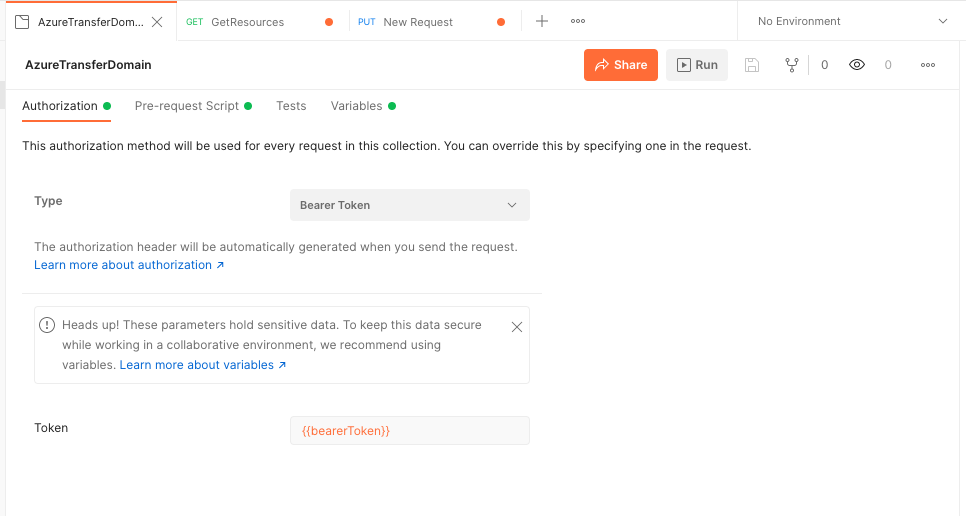 AzureTransferDom... GET GetResources PUT New Request No Environment
AzureTransferDomain Share Run 0 0
Authorization Pre-request Script Tests Variables
This authorization method will be used for every request in this collection. You can override this by specifying one in the request.
Type Bearer Token
The authorization header will be automatically generated when you send the request.
Learn more about authorization ↗
Heads up! These parameters hold sensitive data. To keep this data secure
while working in a collaborative environment, we recommend using
variables. Learn more about variables ↗
Token {{bearerToken}}